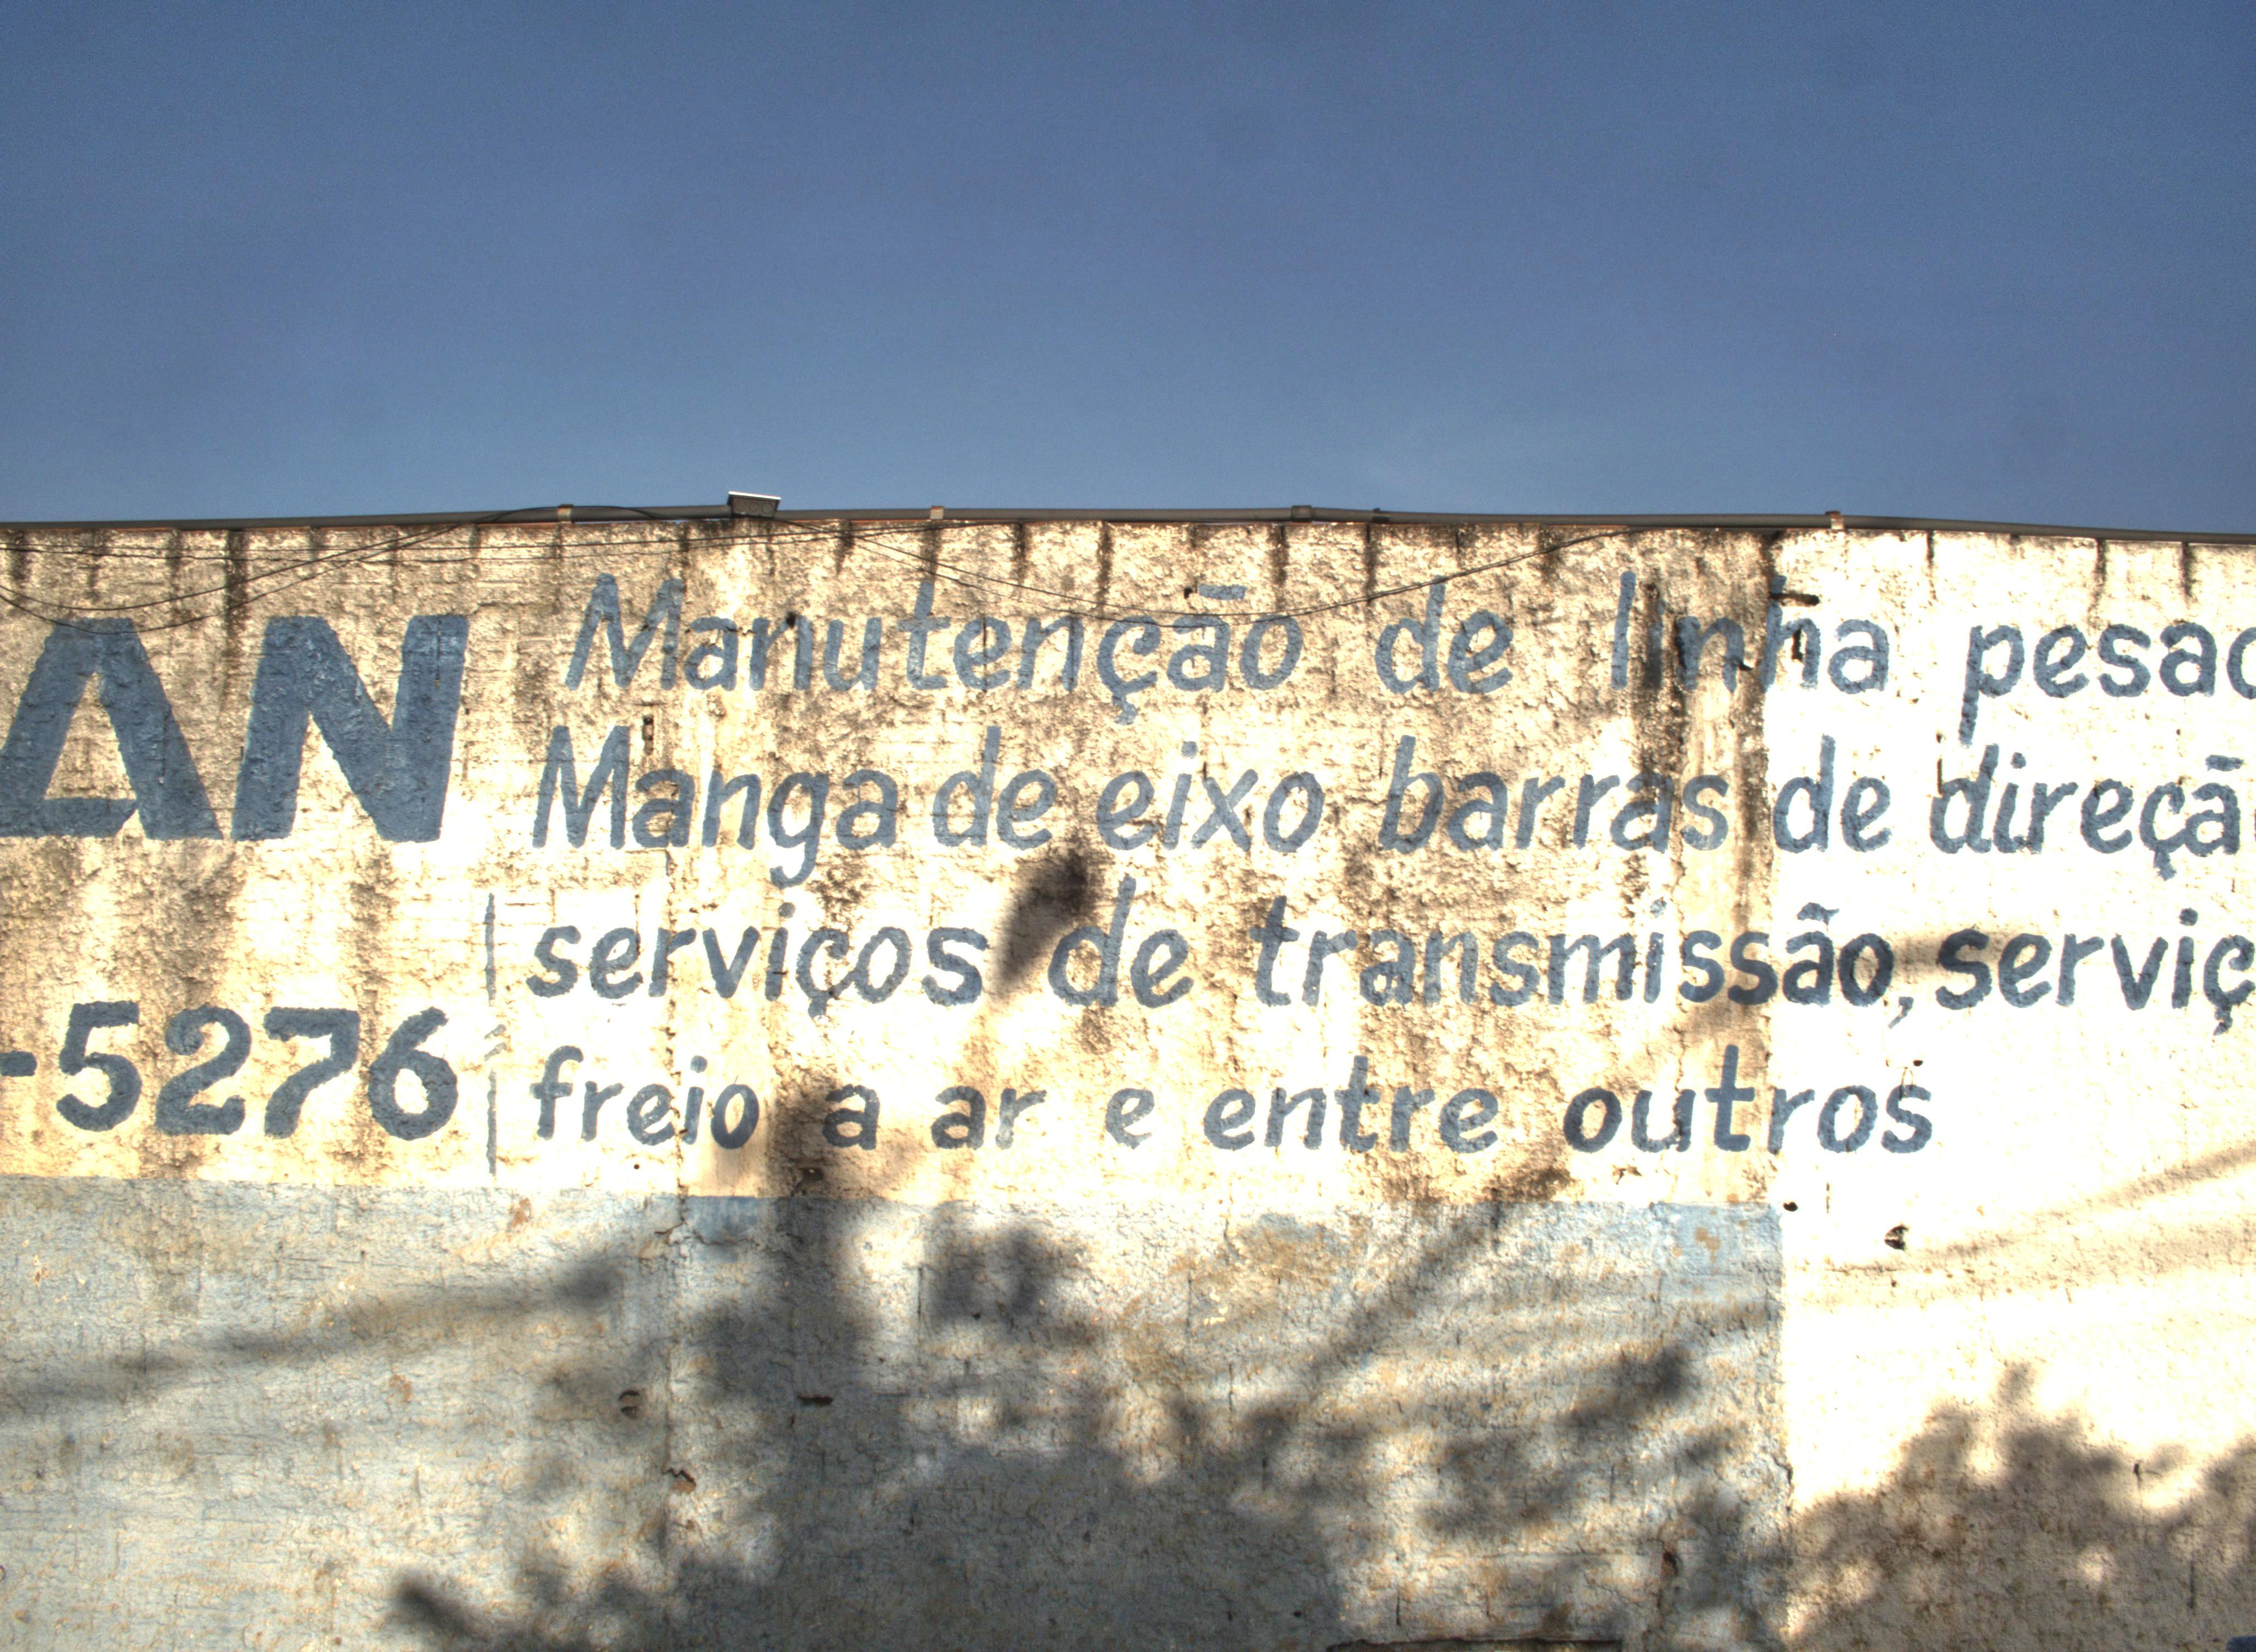 AN
-5276
Manutenção de linha pesad
Manga de eixo barras de direçã
serviços de transmissão, serviç
freio a ar e entre outros